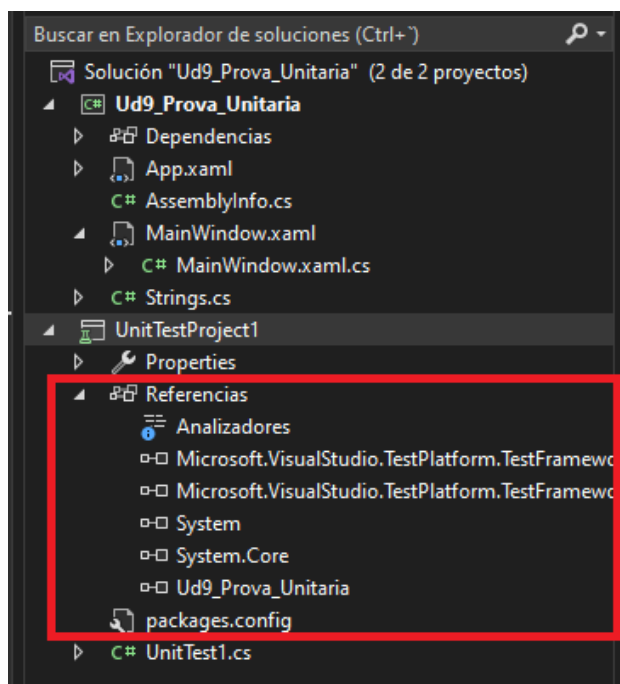 Buscar en Explorador de soluciones (Ctrl+`)
Solución "Ud9_Prova_Unitaria" (2 de 2 proyectos)
C# Ud9_Prova_Unitaria
Dependencias
App.xaml
C# AssemblyInfo.cs
MainWindow.xaml
C# MainWindow.xaml.cs
C# Strings.cs
UnitTestProject1
Properties
Referencias
Analizadores
Microsoft.VisualStudio.TestPlatform.TestFramewo
Microsoft.VisualStudio.TestPlatform.TestFramewo
System
System.Core
Ud9_Prova_Unitaria
packages.config
C# UnitTest1.cs